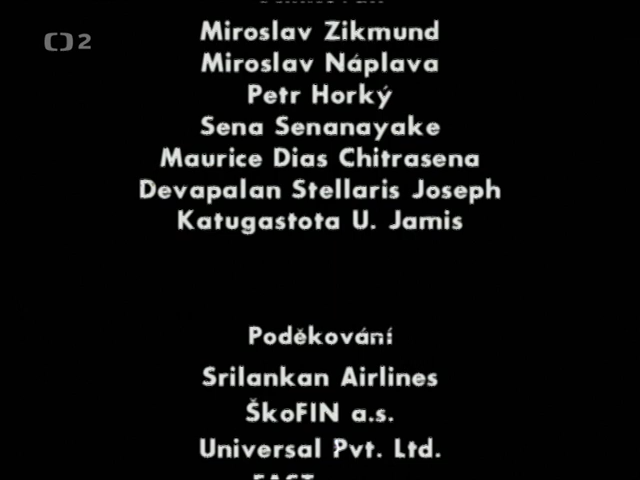 Miroslav Zikmund
Miroslav Náplava
Petr Horký
Sena Senanayake
Maurice Dias Chitrasena
Devapalan Stellaris Joseph
Katugastota U. Jamis
Poděkování
Srilankan Airlines
ŠkoFIN a.s.
Universal Pvt. Ltd.
2